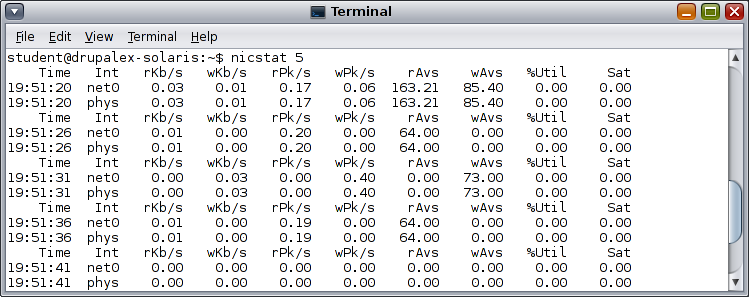 Terminal
File Edit View Terminal Help
student@drupalex-solaris:~$ nicstat 5
    Time   Int   rKb/s   wKb/s   rPk/s   wPk/s    rAvs    wAvs   %Util     Sat
19:51:20  net0    0.03    0.01    0.17    0.06  163.21   85.40    0.00    0.00
19:51:20  phys    0.03    0.01    0.17    0.06  163.21   85.40    0.00    0.00
    Time   Int   rKb/s   wKb/s   rPk/s   wPk/s    rAvs    wAvs   %Util     Sat
19:51:26  net0    0.01    0.00    0.20    0.00   64.00    0.00    0.00    0.00
19:51:26  phys    0.01    0.00    0.20    0.00   64.00    0.00    0.00    0.00
    Time   Int   rKb/s   wKb/s   rPk/s   wPk/s    rAvs    wAvs   %Util     Sat
19:51:31  net0    0.00    0.03    0.00    0.40    0.00   73.00    0.00    0.00
19:51:31  phys    0.00    0.03    0.00    0.40    0.00   73.00    0.00    0.00
    Time   Int   rKb/s   wKb/s   rPk/s   wPk/s    rAvs    wAvs   %Util     Sat
19:51:36  net0    0.01    0.00    0.19    0.00   64.00    0.00    0.00    0.00
19:51:36  phys    0.01    0.00    0.19    0.00   64.00    0.00    0.00    0.00
    Time   Int   rKb/s   wKb/s   rPk/s   wPk/s    rAvs    wAvs   %Util     Sat
19:51:41  net0    0.00    0.00    0.00    0.00    0.00    0.00    0.00    0.00
19:51:41  phys    0.00    0.00    0.00    0.00    0.00    0.00    0.00    0.00